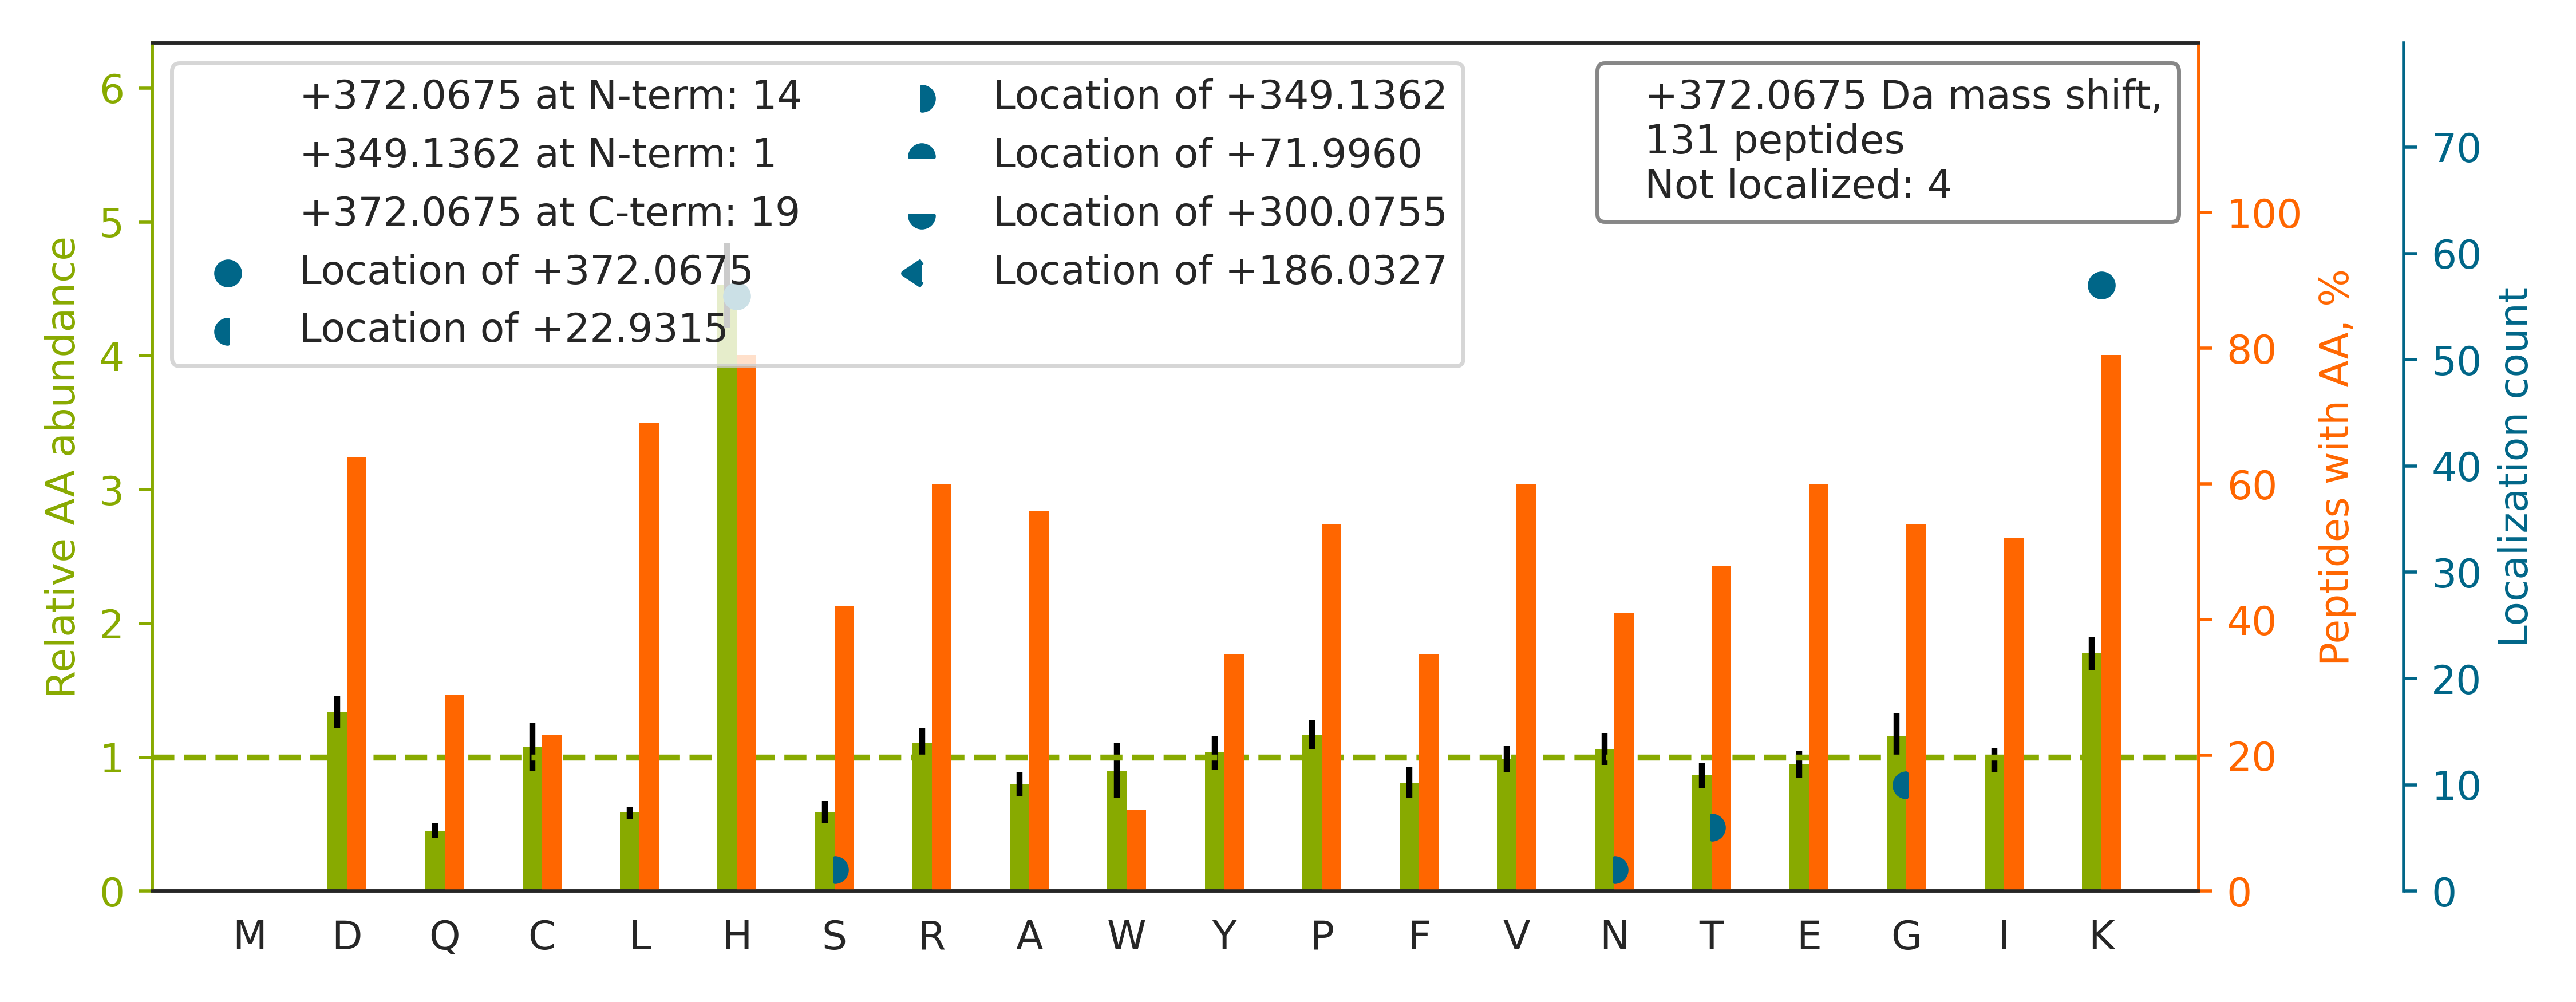 +372.0675 at N-term: 14
+349.1362 at N-term: 1
+372.0675 at C-term: 19
Location of +372.0675
Location of +22.9315
Location of +349.1362
Location of +71.9960
Location of +300.0755
Location of +186.0327
+372.0675 Da mass shift,
131 peptides
Not localized: 4
Relative AA abundance
6
5
4
3
2
1
0
M D Q C L H S R A W Y P F V N T E G I K
100
80
60
40
20
0
Peptides with AA, %
70
60
50
40
30
20
10
0
Localization count